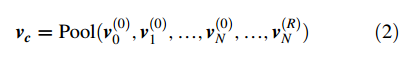 𝒗_𝒄 = Pool(𝒗_0^(0), 𝒗_1^(0), …, 𝒗_N^(0), …, 𝒗_N^(R)) (2)